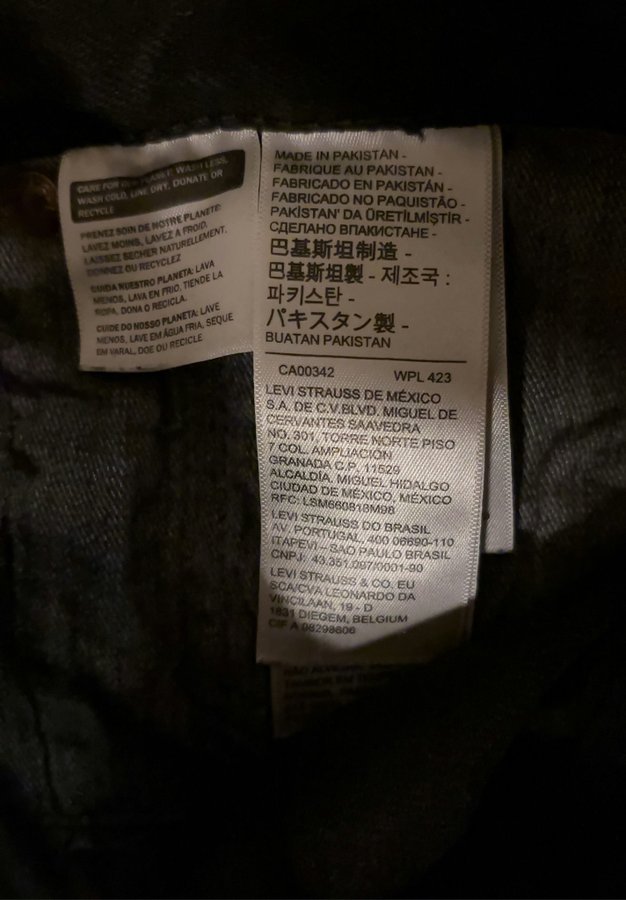 CARE FOR OUR PLANET: WASH LESS,
WASH COLD, LINE DRY, DONATE OR
RECYCLE
PRENEZ SOIN DE NOTRE PLANETE:
LAVEZ MOINS, LAVEZ A FROID,
LAISSEZ SECHER NATURELLEMENT,
DONNEZ OU RECYCLEZ
CUIDA NUESTRO PLANETA: LAVA
MENOS, LAVA EN FRIO, TIENDE LA
ROPA, DONA O RECICLA.
CUIDE DO NOSSO PLANETA: LAVE
MENOS, LAVE EM ÁGUA FRIA, SEQUE
EM VARAL, DOE OU RECICLE
MADE IN PAKISTAN -
FABRIQUE AU PAKISTAN -
FABRICADO EN PAKISTÁN -
FABRICADO NO PAQUISTÃO -
PAKİSTAN' DA ÜRETİLMİŞTİR -
СДЕЛАНО ВПАКИСТАНЕ -
巴基斯坦制造 -
巴基斯坦製 - 제조국 :
파키스탄 -
パキスタン製 -
BUATAN PAKISTAN
CA00342 WPL 423
LEVI STRAUSS DE MÉXICO
S.A. DE C.V.BLVD. MIGUEL DE
CERVANTES SAAVEDRA
NO. 301, TORRE NORTE PISO
7 COL. AMPLIACIÓN
GRANADA C.P. 11529
ALCALDÍA. MIGUEL HIDALGO
CIUDAD DE MÉXICO, MÉXICO
RFC: LSM660818M98
LEVI STRAUSS DO BRASIL
AV. PORTUGAL, 400 06690-110
ITAPEVI – SAO PAULO BRASIL
CNPJ: 43.351.097/0001-90
LEVI STRAUSS & CO. EU
SCA/CVA LEONARDO DA
VINCILAAN, 19 - D
1831 DIEGEM, BELGIUM
CIF A 08298606